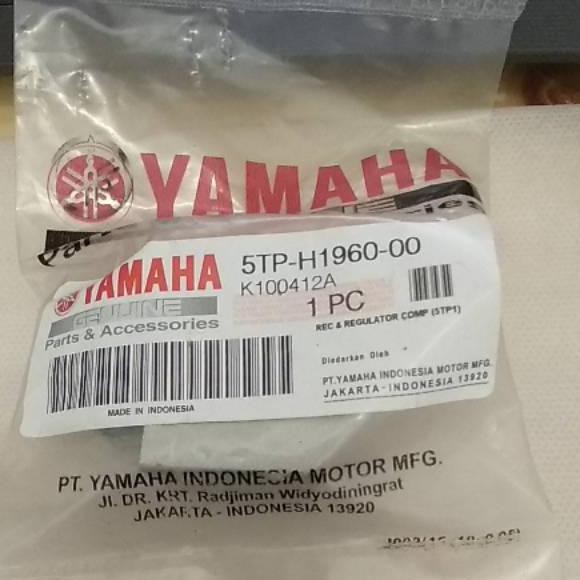 YAMAHA
YAMAHA
GENUINE
Parts & Accessories
5TP-H1960-00
K100412A
1 PC
REC & REGULATOR COMP (5TP1)
Diedarkan Oleh
PT.YAMAHA INDONESIA MOTOR MFG.
JAKARTA - INDONESIA 13920
MADE IN INDONESIA
PT. YAMAHA INDONESIA MOTOR MFG.
Jl. DR. KRT. Radjiman Widyodiningrat
JAKARTA - INDONESIA 13920